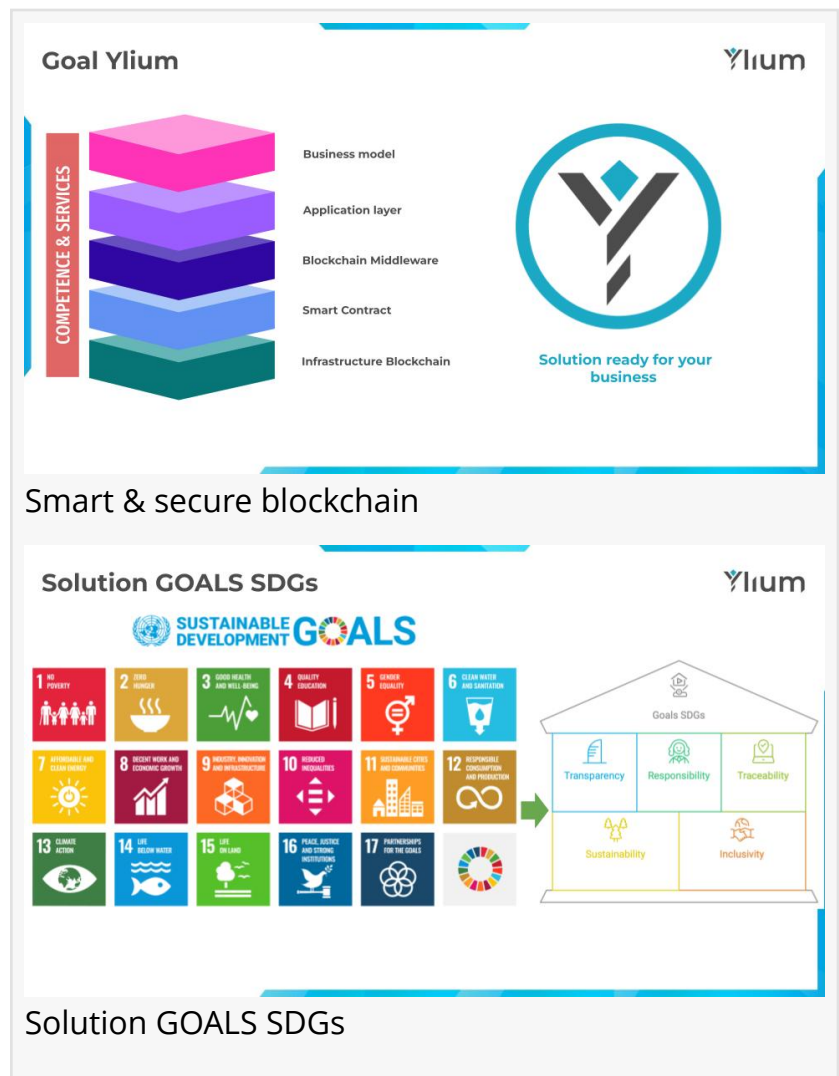 Goal Ylium
Ylium
COMPETENCE & SERVICES
Business model
Application layer
Blockchain Middleware
Smart Contract
Infrastructure Blockchain
Solution ready for your
business
Smart & secure blockchain
Solution GOALS SDGs
Ylium
SUSTAINABLE
DEVELOPMENT GOALS
1 NO
POVERTY
2 ZERO
HUNGER
3 GOOD HEALTH
AND WELL-BEING
4 QUALITY
EDUCATION
5 GENDER
EQUALITY
6 CLEAN WATER
AND SANITATION
7 AFFORDABLE AND
CLEAN ENERGY
8 DECENT WORK AND
ECONOMIC GROWTH
9 INDUSTRY, INNOVATION
AND INFRASTRUCTURE
10 REDUCED
INEQUALITIES
11 SUSTAINABLE CITIES
AND COMMUNITIES
12 RESPONSIBLE
CONSUMPTION
AND PRODUCTION
13 CLIMATE
ACTION
14 LIFE
BELOW WATER
15 LIFE
ON LAND
16 PEACE, JUSTICE
AND STRONG
INSTITUTIONS
17 PARTNERSHIPS
FOR THE GOALS
Goals SDGs
Transparency
Responsibility
Traceability
Sustainability
Inclusivity
Solution GOALS SDGs